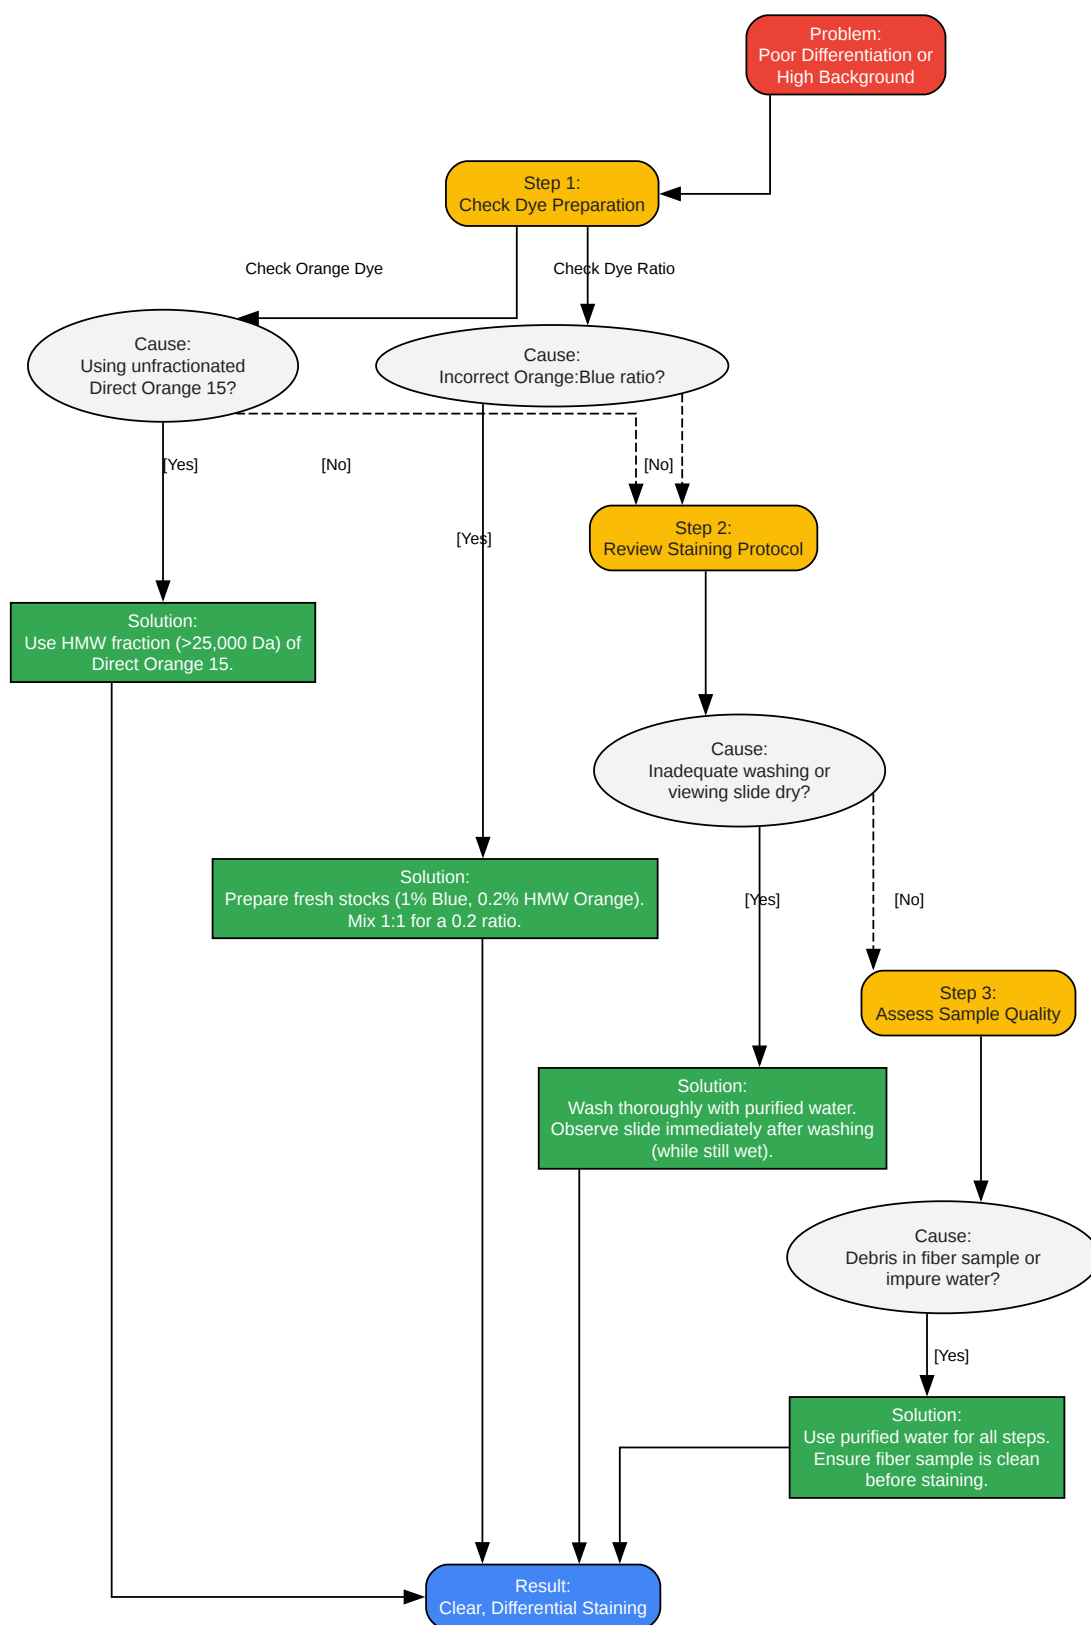 Problem:
Poor Differentiation or
High Background
Step 1:
Check Dye Preparation
Check Orange Dye
Check Dye Ratio
Cause:
Using unfractionated
Direct Orange 15?
Cause:
Incorrect Orange:Blue ratio?
[Yes]
[No]
[No]
[Yes]
Step 2:
Review Staining Protocol
Solution:
Use HMW fraction (>25,000 Da) of
Direct Orange 15.
Cause:
Inadequate washing or
viewing slide dry?
Solution:
Prepare fresh stocks (1% Blue, 0.2% HMW Orange).
Mix 1:1 for a 0.2 ratio.
[Yes]
[No]
Step 3:
Assess Sample Quality
Solution:
Wash thoroughly with purified water.
Observe slide immediately after washing
(while still wet).
Cause:
Debris in fiber sample or
impure water?
[Yes]
Solution:
Use purified water for all steps.
Ensure fiber sample is clean
before staining.
Result:
Clear, Differential Staining